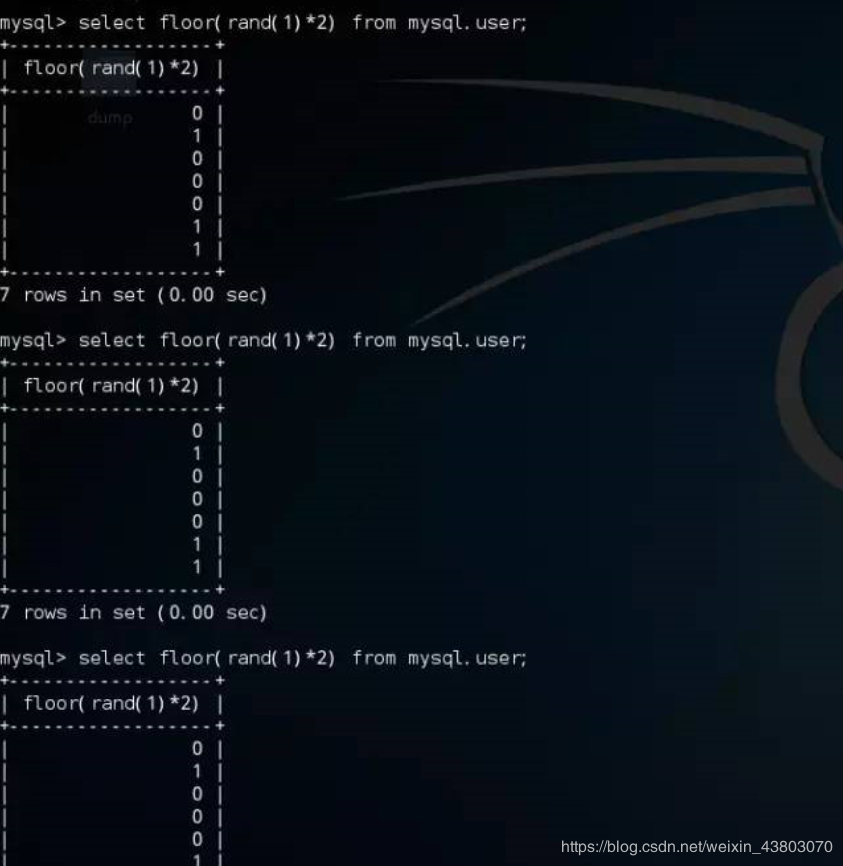 mysql> select floor(rand(1)*2) from mysql.user;
+------------------+
| floor(rand(1)*2) |
+------------------+
dump
| 0 |
| 1 |
| 0 |
| 0 |
| 0 |
| 1 |
| 1 |
+------------------+
7 rows in set (0.00 sec)
mysql> select floor(rand(1)*2) from mysql.user;
+------------------+
| floor(rand(1)*2) |
+------------------+
| 0 |
| 1 |
| 0 |
| 0 |
| 0 |
| 1 |
| 1 |
+------------------+
7 rows in set (0.00 sec)
mysql> select floor(rand(1)*2) from mysql.user;
+------------------+
| floor(rand(1)*2) |
+------------------+
| 0 |
| 1 |
| 0 |
| 0 |
| 0 |
| 1 |
https://blog.csdn.net/weixin_43803070